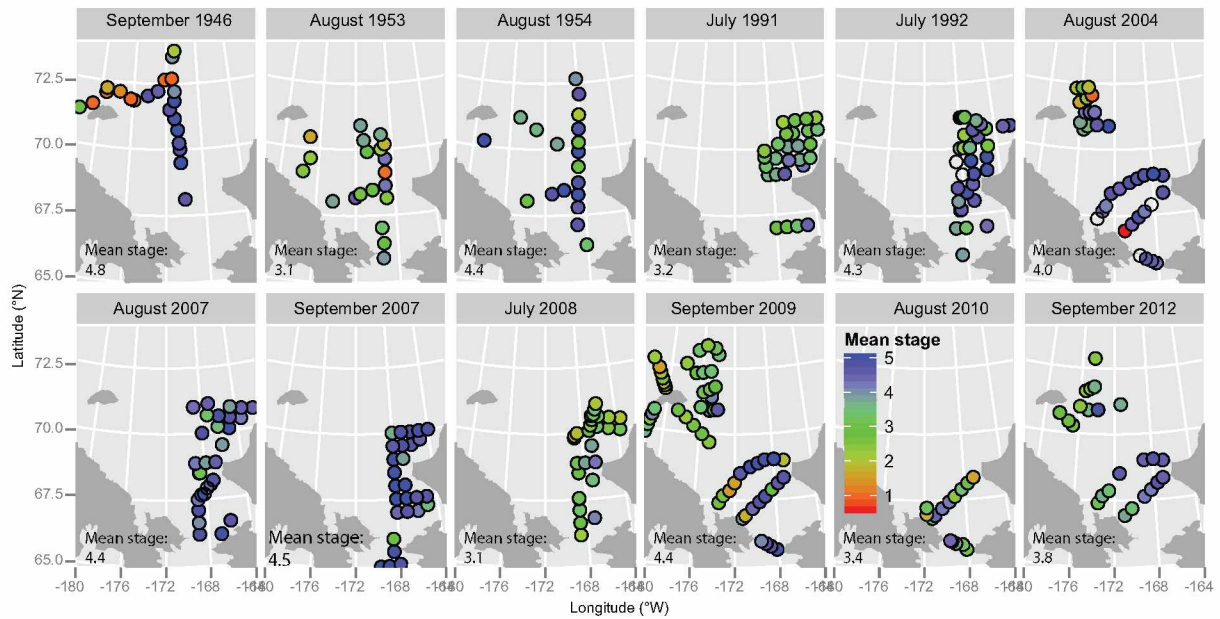 September 1946
August 1953
August 1954
July 1991
July 1992
August 2004
72.5
70.0
67.5
65.0
Mean stage:
4.8
Mean stage:
3.1
Mean stage:
4.4
Mean stage:
3.2
Mean stage:
4.3
Mean stage:
4.0
Latitude (°N)
August 2007
September 2007
July 2008
September 2009
August 2010
September 2012
72.5
70.0
67.5
65.0
Mean stage
5
4
3
2
1
Mean stage:
4.4
Mean stage:
4.5
Mean stage:
3.1
Mean stage:
4.4
Mean stage:
3.4
Mean stage:
3.8
-180 -176 -172 -168 -176 -172 -168 -176 -172 -168 -176 -172 -168 -176 -172 -168 -176 -172 -168 -164
Longitude (°W)